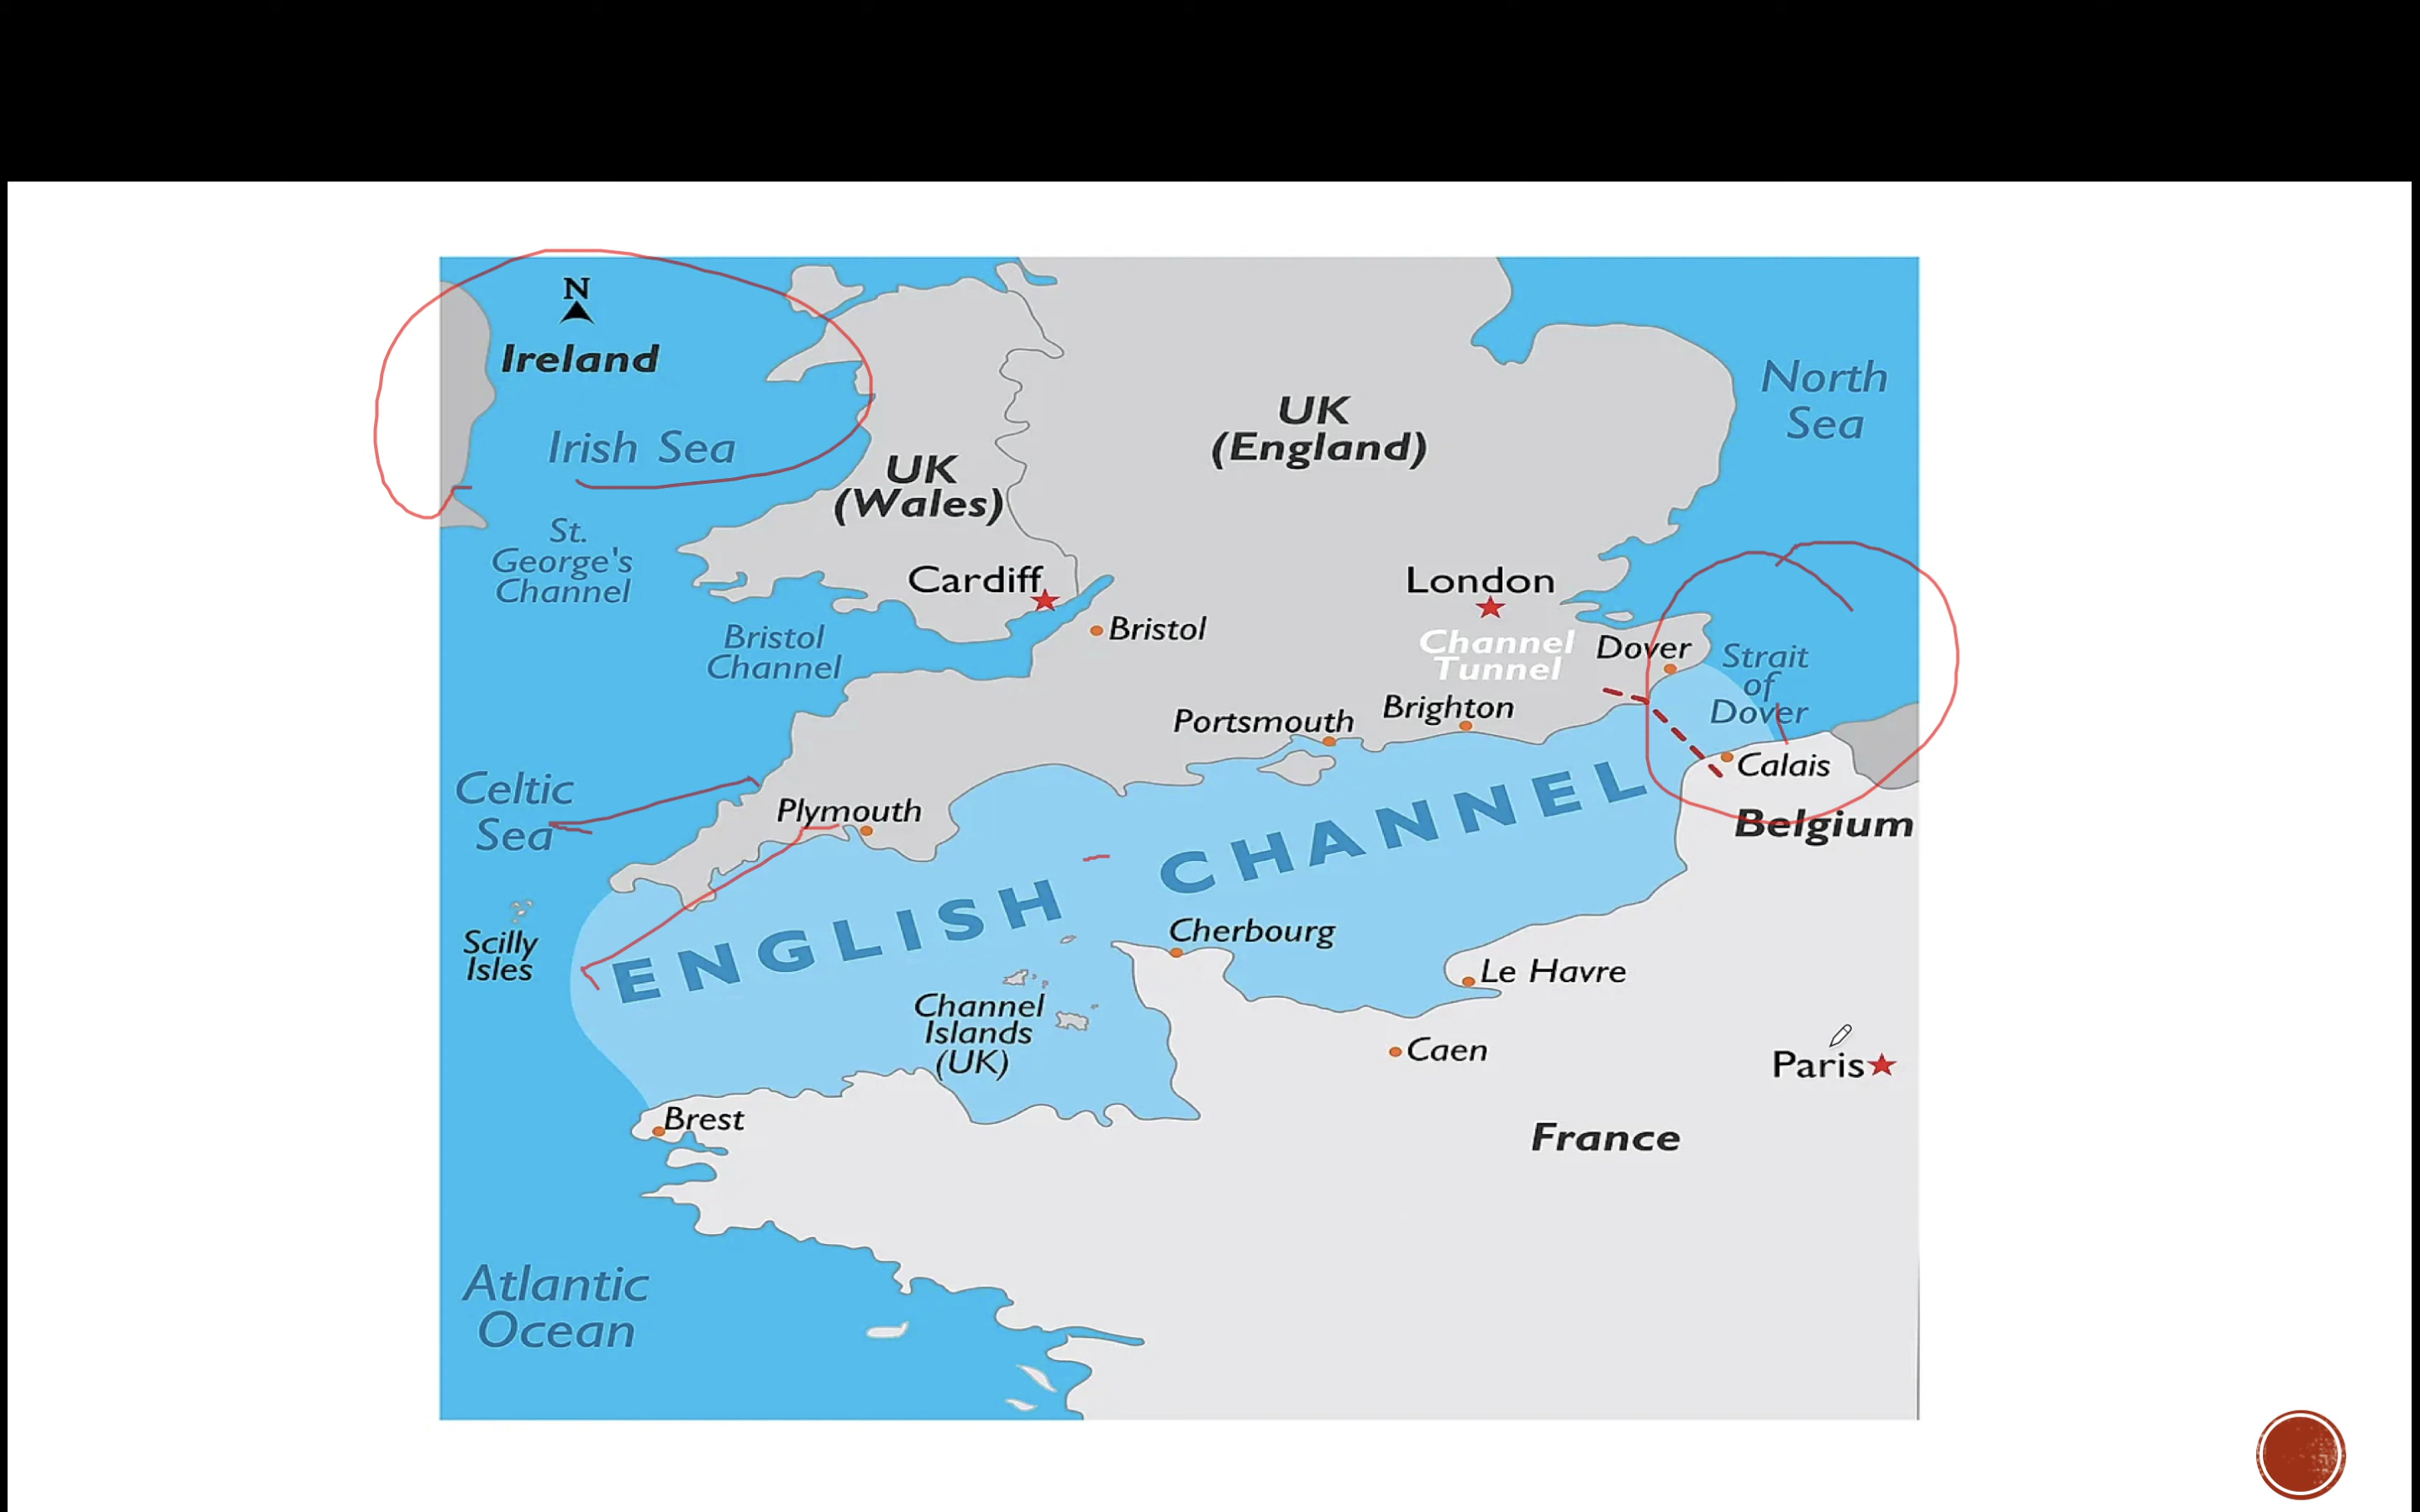 N
Ireland
Irish Sea
St.
George's
Channel
UK
(Wales)
UK
(England)
North
Sea
Cardiff
Bristol
Bristol
Channel
London
Channel
Tunnel
Dover
Strait
of
Dover
Portsmouth
Brighton
Calais
Belgium
Celtic
Sea
Plymouth
Scilly
Isles
ENGLISH CHANNEL
Cherbourg
Le Havre
Channel
Islands
(UK)
Caen
Paris
Brest
France
Atlantic
Ocean